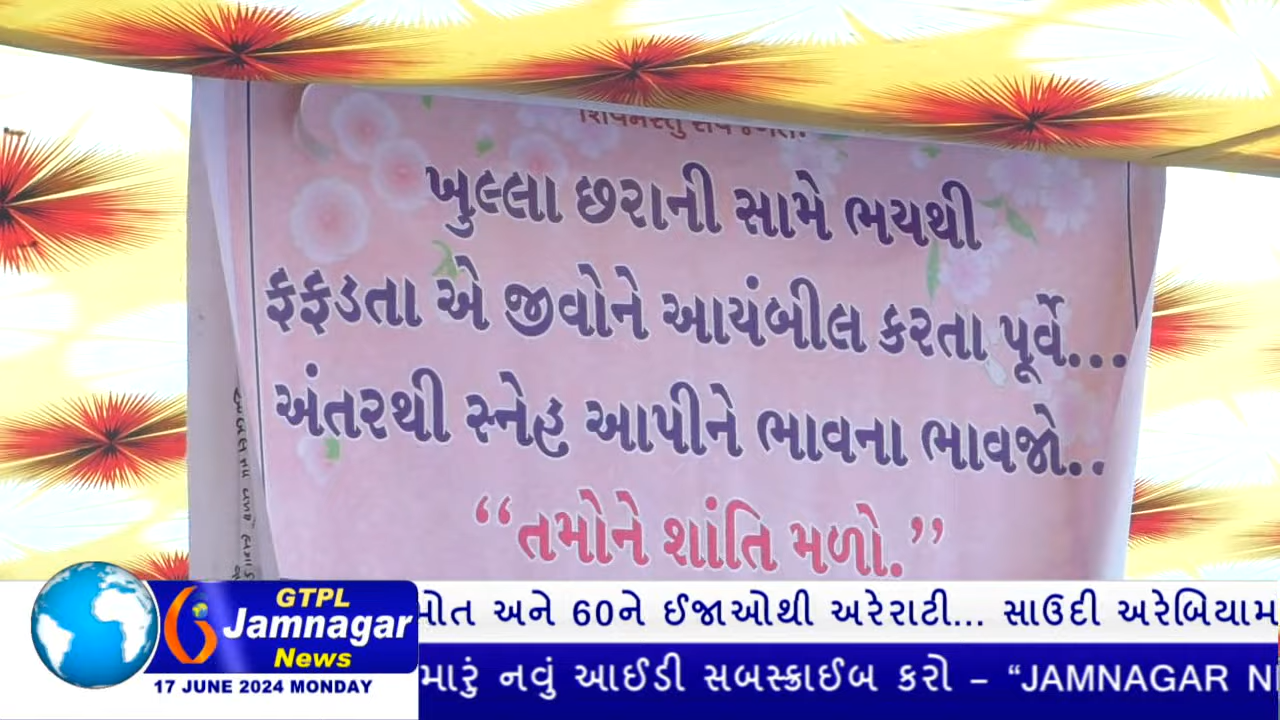 ખુલ્લા છરાની સામે ભયથી
ફફડતા એ જીવોને આયંબીલ કરતા પૂર્વે...
અંતરથી સ્નેહ આપીને ભાવના ભાવજો..
“તમોને શાંતિ મળો.”
GTPL
Jamnagar
News
17 JUNE 2024 MONDAY
મોત અને 60ને ઈજાઓથી અરેરાટી... સાઉદી અરેબિયામ
મારું નવું આઈડી સબસ્ક્રાઈબ કરો – “JAMNAGAR N